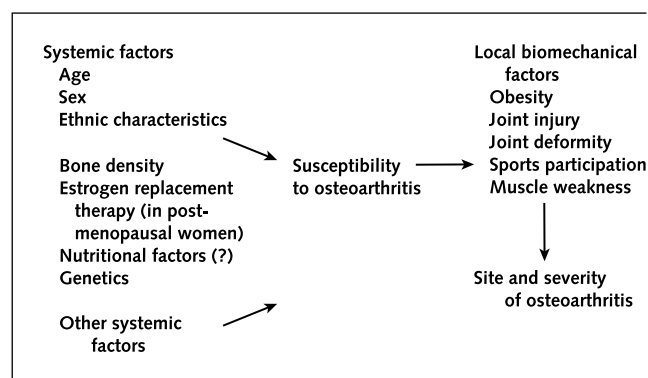 Systemic factors
Age
Sex
Ethnic characteristics
Bone density
Estrogen replacement
therapy (in post-
menopausal women)
Nutritional factors (?)
Genetics
Other systemic
factors
Susceptibility
to osteoarthritis
Local biomechanical
factors
Obesity
Joint injury
Joint deformity
Sports participation
Muscle weakness
Site and severity
of osteoarthritis